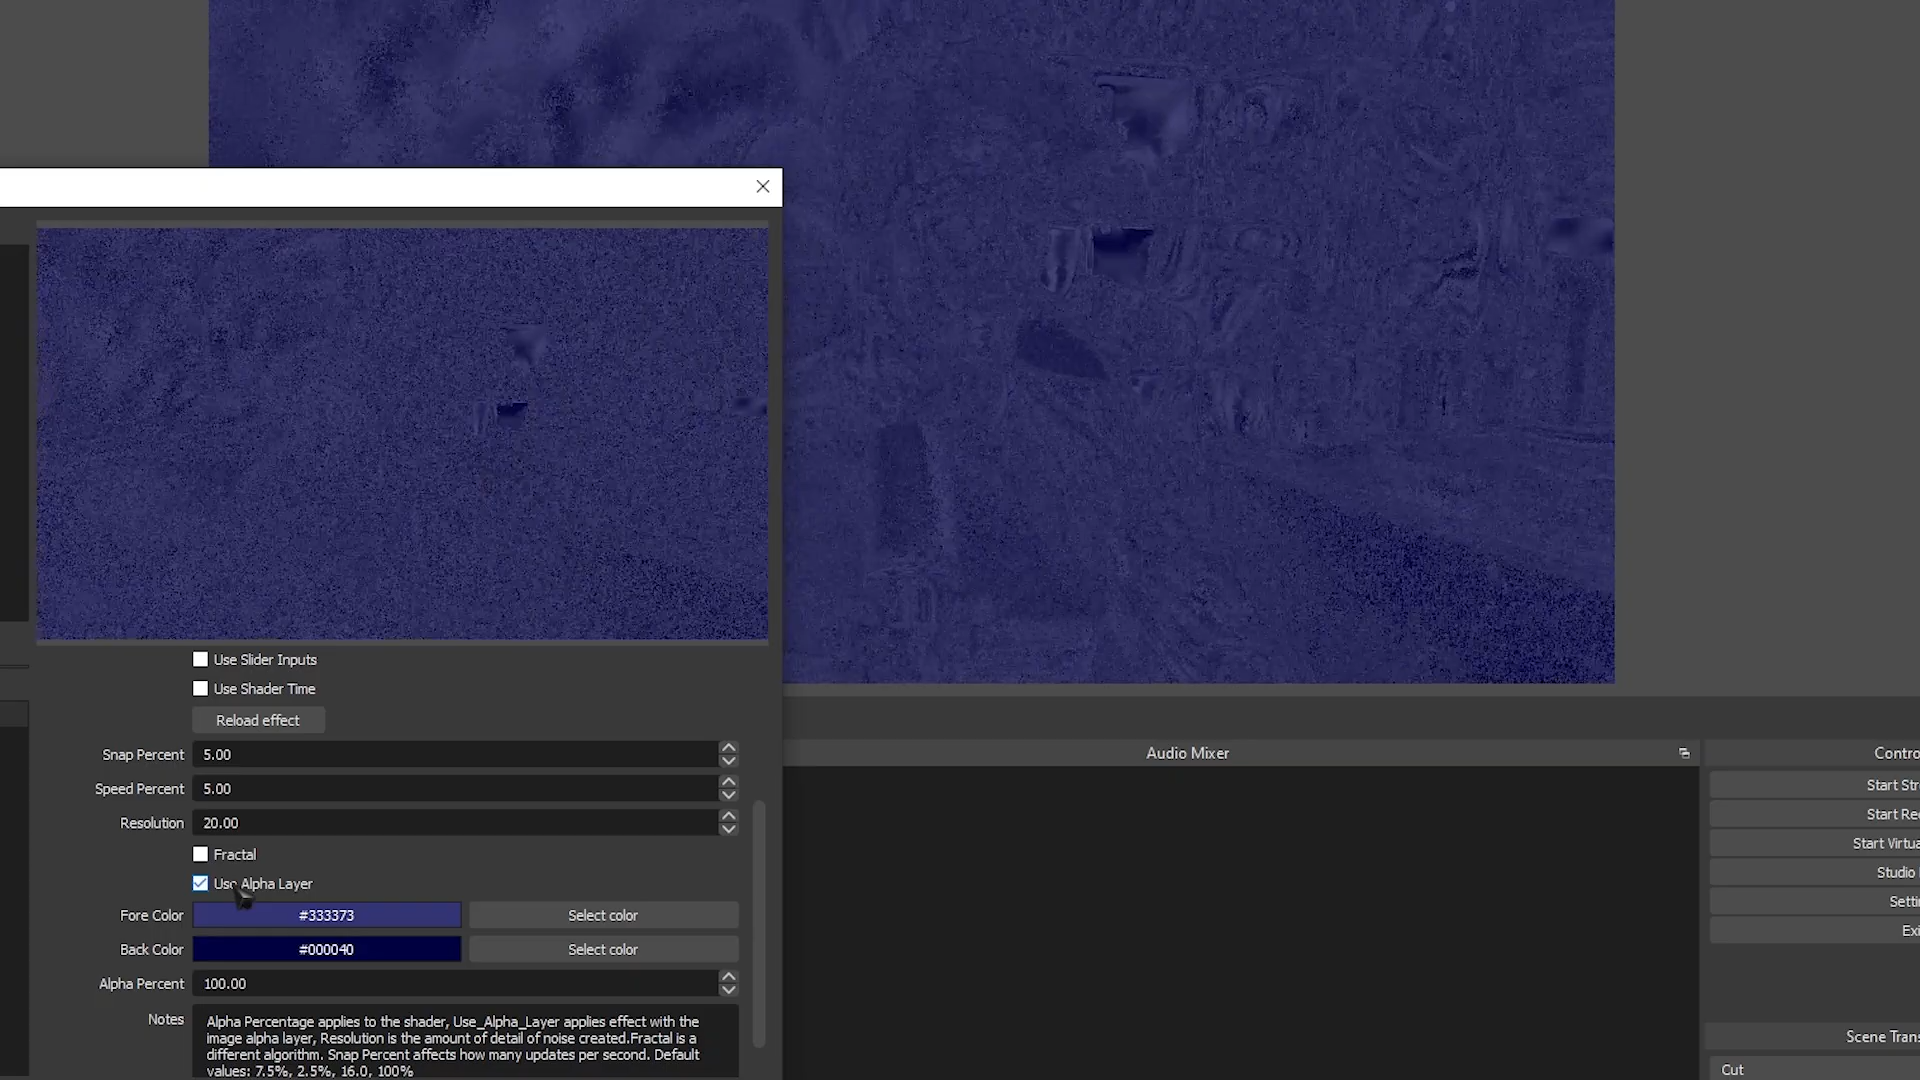 Use Slider Inputs
Use Shader Time
Reload effect
Snap Percent 5.00
Speed Percent 5.00
Resolution 20.00
Fractal
Use Alpha Layer
Fore Color #333373 Select color
Back Color #000040 Select color
Alpha Percent 100.00
Notes Alpha Percentage applies to the shader, Use_Alpha_Layer applies effect with the
image alpha layer, Resolution is the amount of detail of noise created.Fractal is a
different algorithm. Snap Percent affects how many updates per second. Default
values: 7.5%, 2.5%, 16.0, 100%
Audio Mixer
Contro
Start Str
Start Re
Start Virtua
Studio
Setti
Exi
Scene Trans
Cut